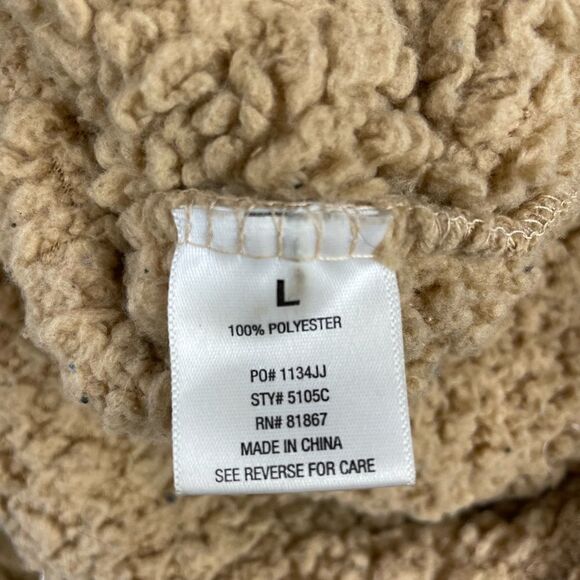 L
100% POLYESTER
PO# 1134JJ
STY# 5105C
RN# 81867
MADE IN CHINA
SEE REVERSE FOR CARE